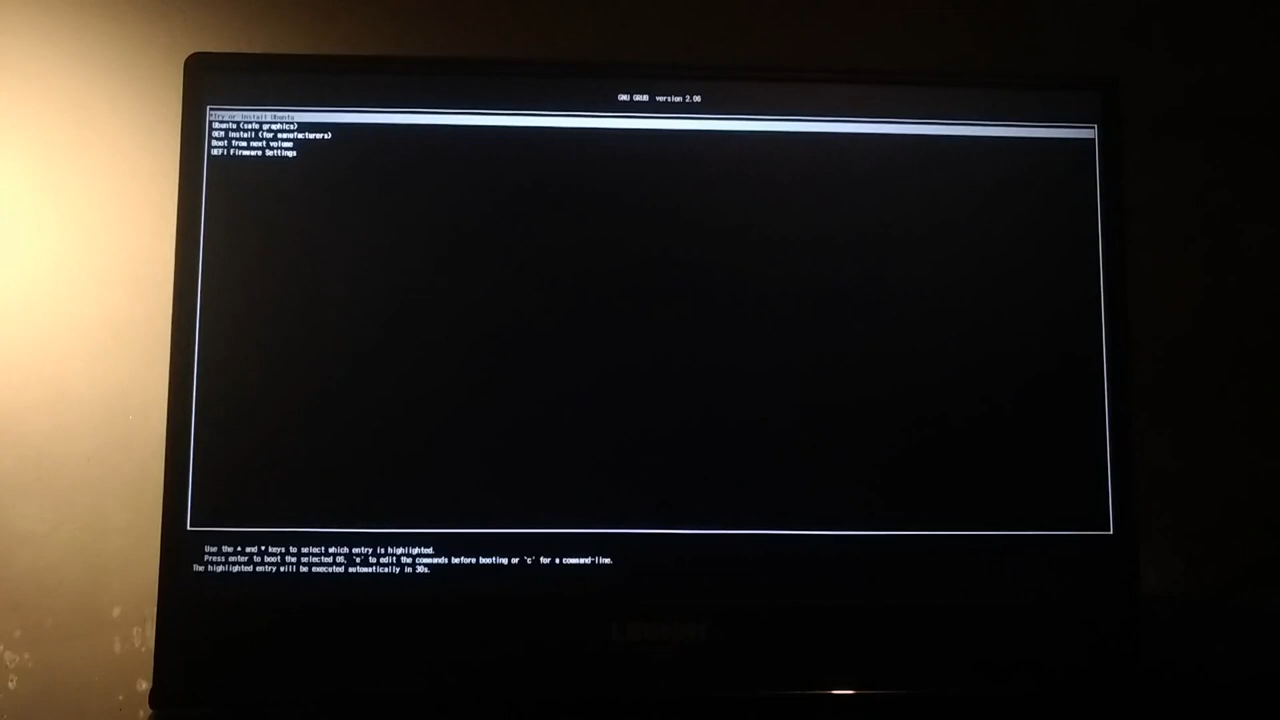 GNU GRUB version 2.06
*Try or Install Ubuntu
Ubuntu (safe graphics)
OEM install (for manufacturers)
Boot from next volume
UEFI Firmware Settings
Use the ▲ and ▼ keys to select which entry is highlighted.
Press enter to boot the selected OS, `e' to edit the commands before booting or `c' for a command-line.
The highlighted entry will be executed automatically in 30s.